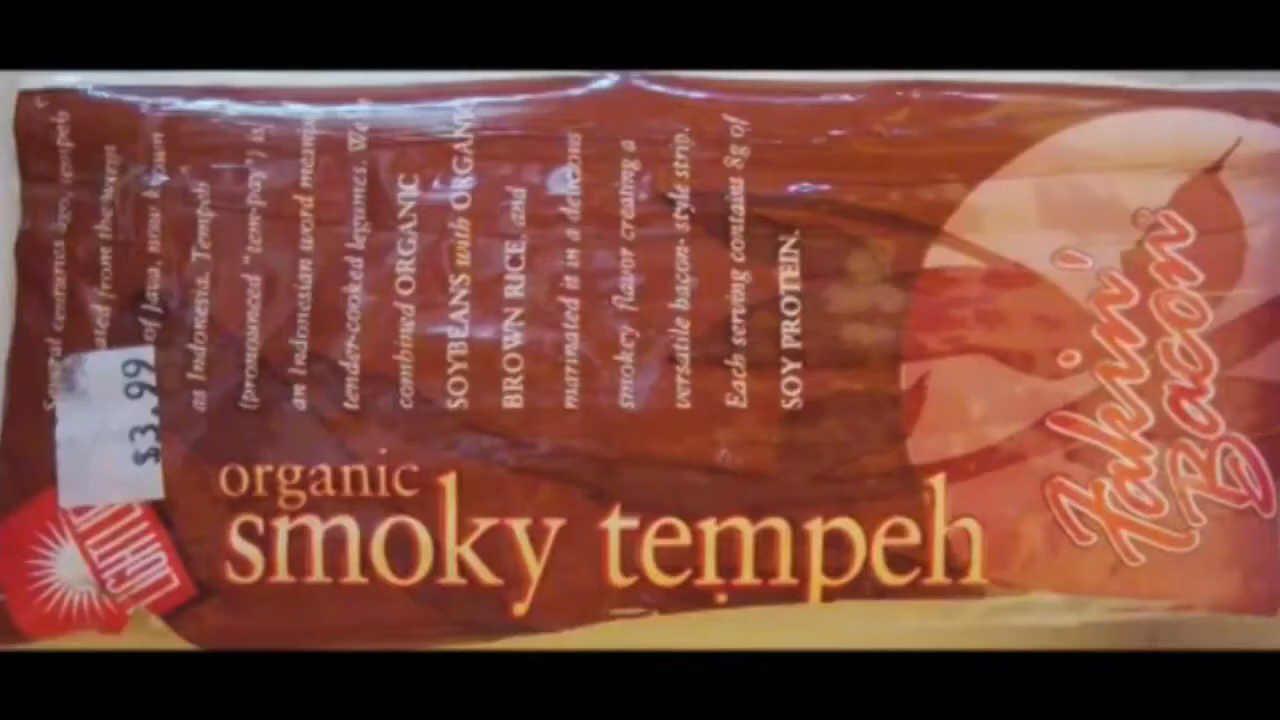 Several centuries ago, tempeh
from the
of Java, now known
as Indonesia. Tempeh
(pronounced "tem-pay") is
an Indonesian word meaning
tender-cooked legumes. We
combined ORGANIC
SOYBEANS with ORGANIC
BROWN RICE, and
marinated it in a delicious
smokey flavor creating a
versatile bacon- style strip.
Each serving contains 8g of
SOY PROTEIN.
$3.99
LIGHT
organic
smoky tempeh
Fakin'
Bacon